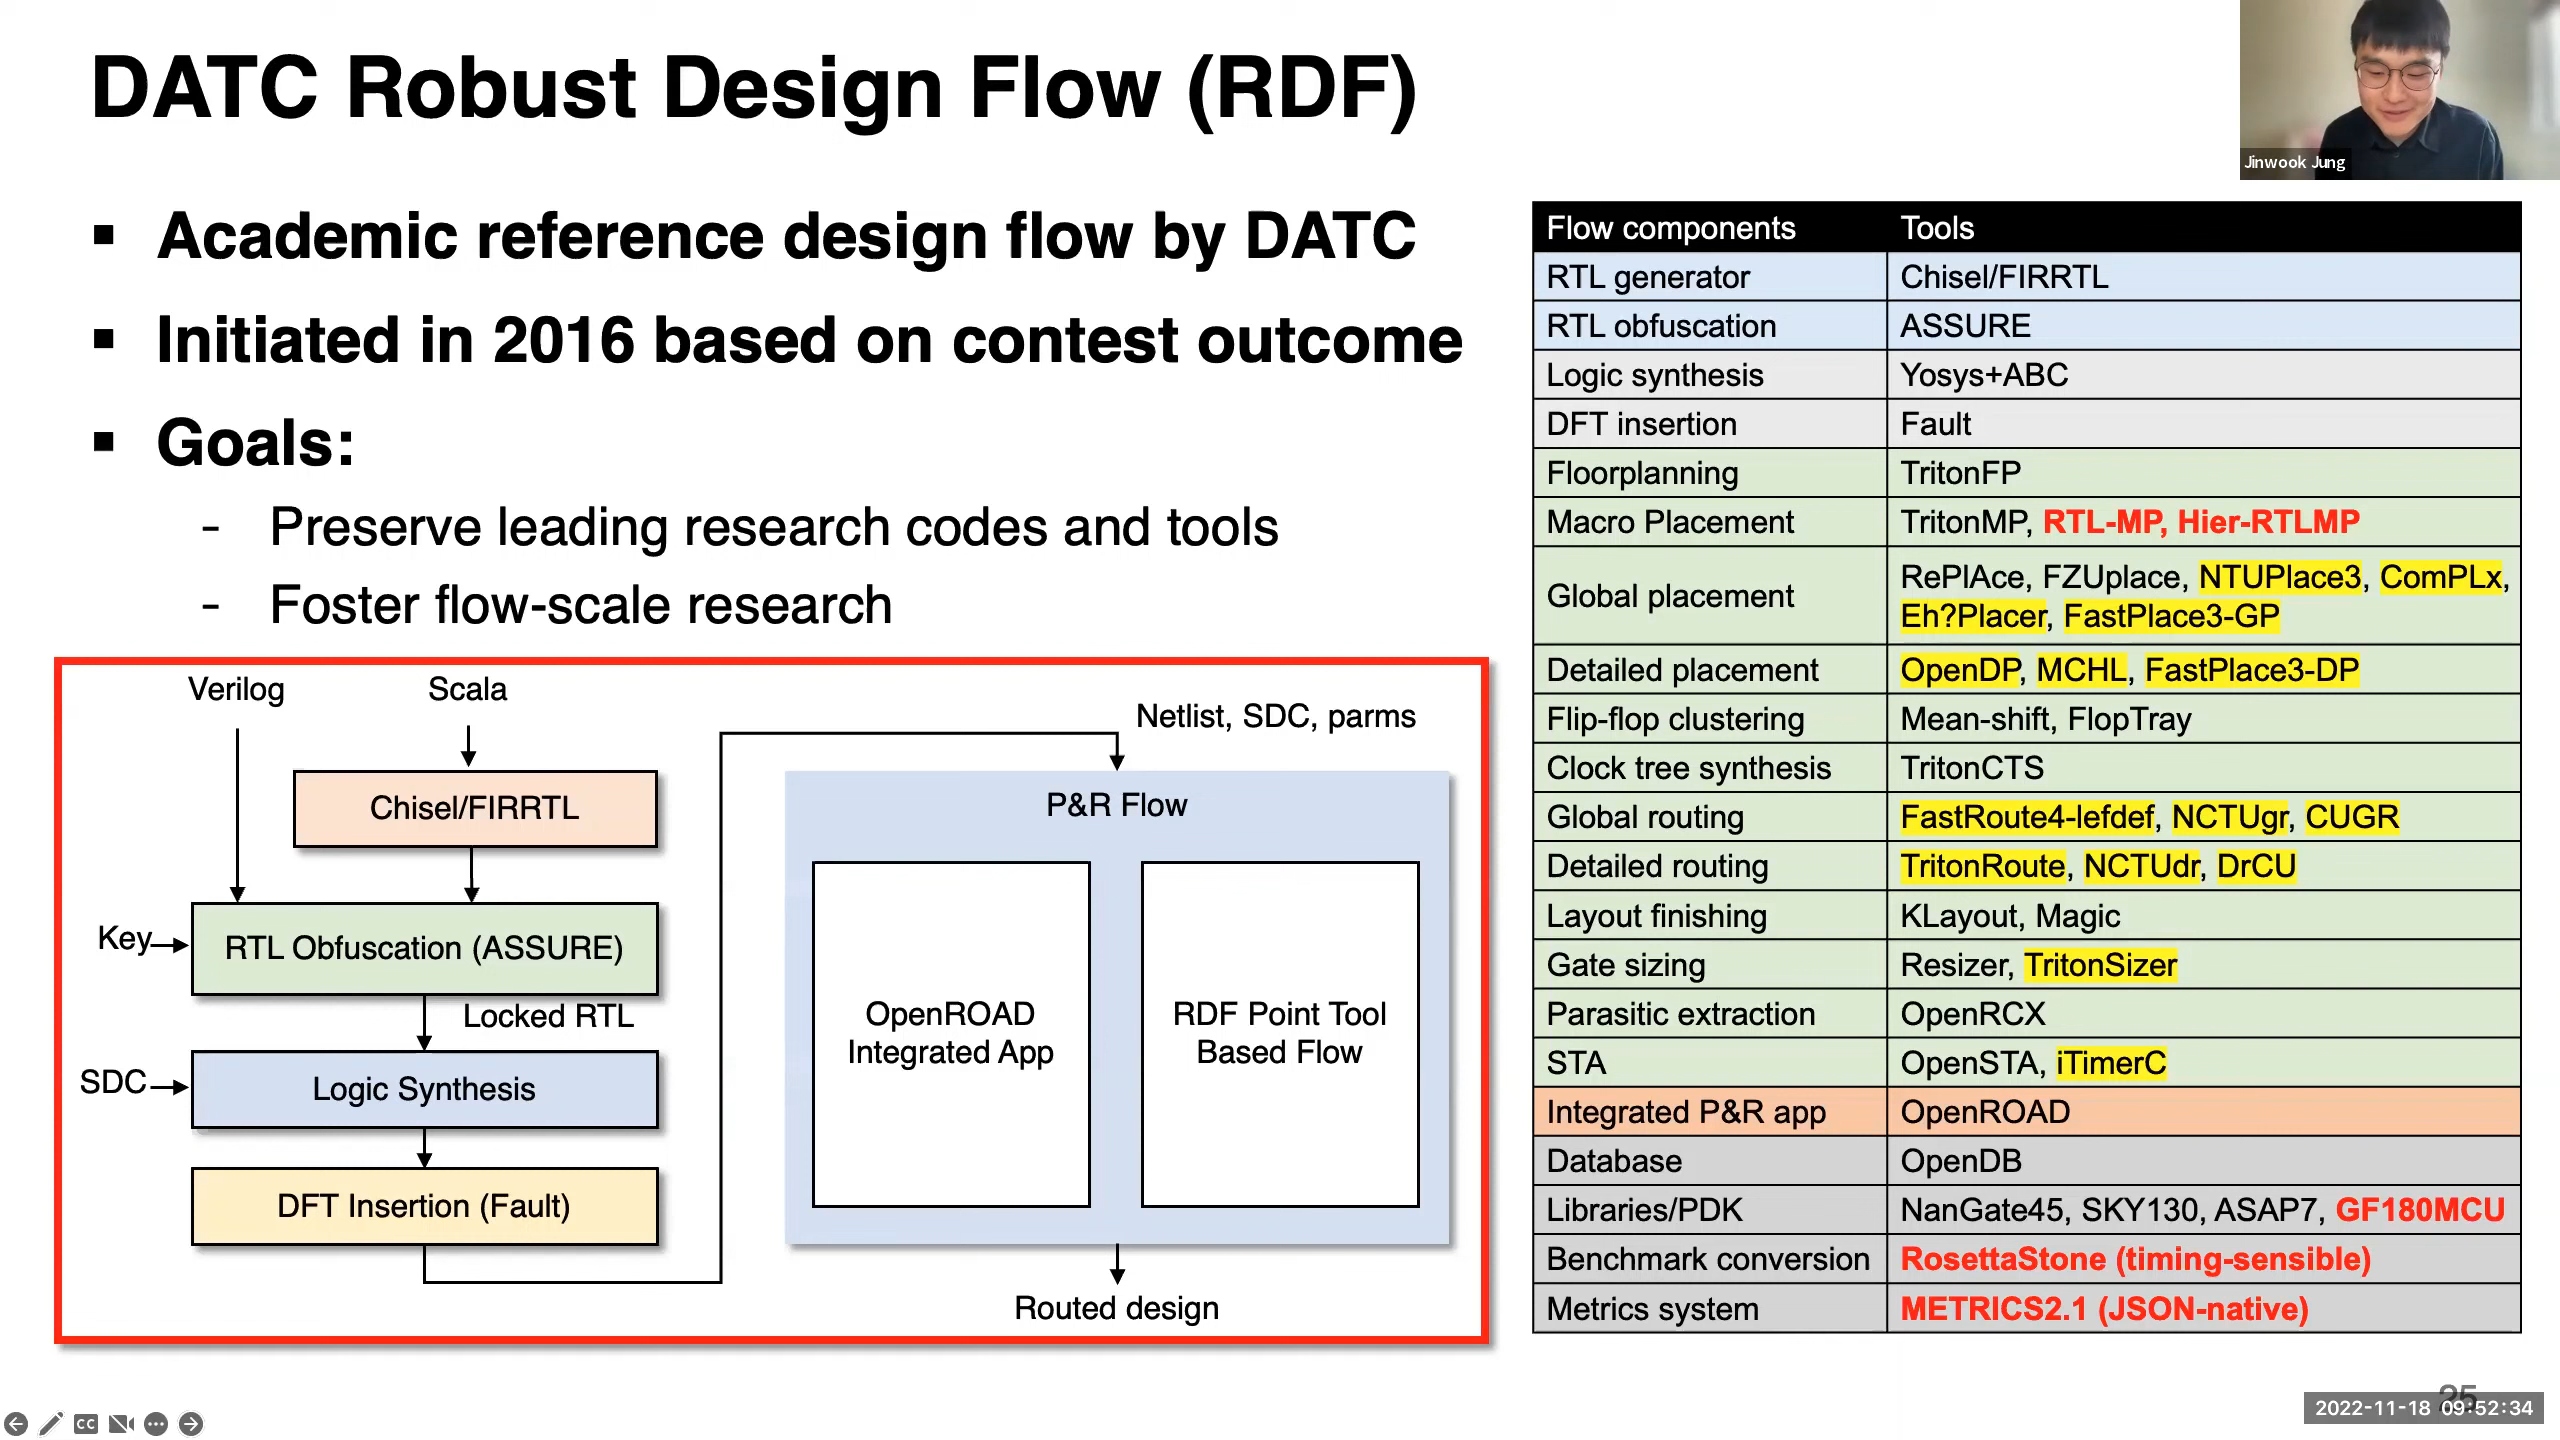 DATC Robust Design Flow (RDF)
Jinwook Jung
▪ Academic reference design flow by DATC
▪ Initiated in 2016 based on contest outcome
▪ Goals:
- Preserve leading research codes and tools
- Foster flow-scale research
Verilog
Scala
Netlist, SDC, parms
Chisel/FIRRTL
P&R Flow
Key
RTL Obfuscation (ASSURE)
Locked RTL
SDC
Logic Synthesis
DFT Insertion (Fault)
OpenROAD
Integrated App
RDF Point Tool
Based Flow
Routed design
Flow components Tools
RTL generator Chisel/FIRRTL
RTL obfuscation ASSURE
Logic synthesis Yosys+ABC
DFT insertion Fault
Floorplanning TritonFP
Macro Placement TritonMP, RTL-MP, Hier-RTLMP
Global placement RePlAce, FZUplace, NTUPlace3, ComPLx,
Eh?Placer, FastPlace3-GP
Detailed placement OpenDP, MCHL, FastPlace3-DP
Flip-flop clustering Mean-shift, FlopTray
Clock tree synthesis TritonCTS
Global routing FastRoute4-lefdef, NCTUgr, CUGR
Detailed routing TritonRoute, NCTUdr, DrCU
Layout finishing KLayout, Magic
Gate sizing Resizer, TritonSizer
Parasitic extraction OpenRCX
STA OpenSTA, iTimerC
Integrated P&R app OpenROAD
Database OpenDB
Libraries/PDK NanGate45, SKY130, ASAP7, GF180MCU
Benchmark conversion RosettaStone (timing-sensible)
Metrics system METRICS2.1 (JSON-native)
25
CC
2022-11-18 09:52:34